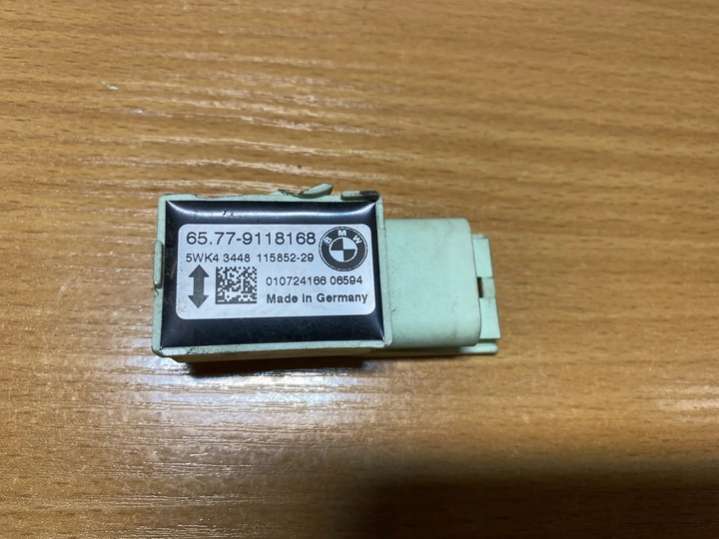 65.77-9118168
BMW
5WK4 3448 115852-29
010724166 06594
Made in Germany